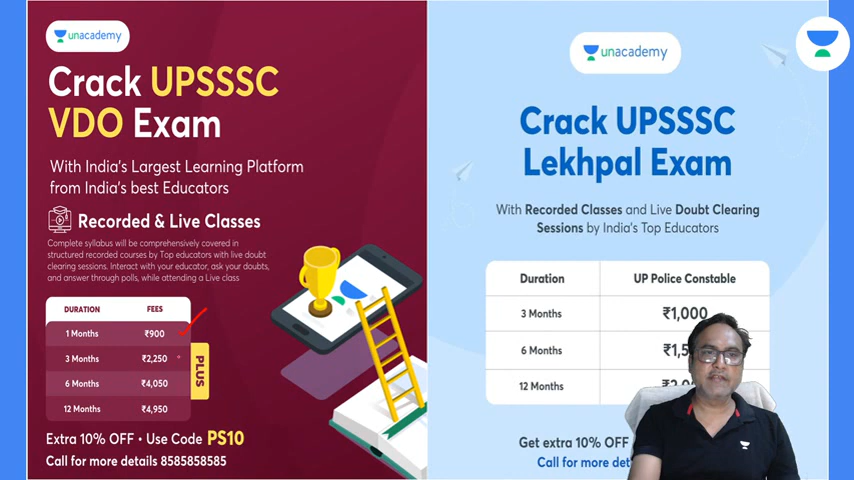 unacademy
Crack UPSSSC
VDO Exam
With India's Largest Learning Platform
from India's best Educators
Recorded & Live Classes
Complete syllabus will be comprehensively covered in
structured recorded courses by Top educators with live doubt
clearing sessions. Interact with your educator, ask your doubts,
and answer through polls, while attending a Live class
DURATION FEES
1 Months ₹900
3 Months ₹2,250
6 Months ₹4,050
12 Months ₹4,950
PLUS
Extra 10% OFF • Use Code PS10
Call for more details 8585858585
unacademy
Crack UPSSSC
Lekhpal Exam
With Recorded Classes and Live Doubt Clearing
Sessions by India's Top Educators
Duration UP Police Constable
3 Months ₹1,000
6 Months
12 Months
Get extra 10% OFF
Call for more